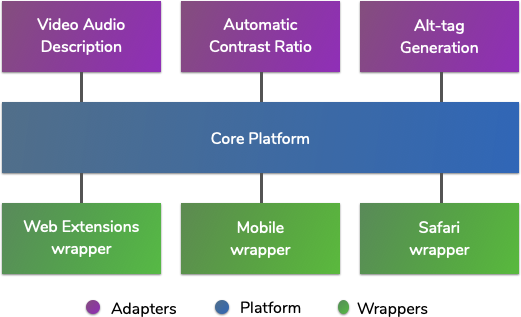 Video Audio
Description
Automatic
Contrast Ratio
Alt-tag
Generation
Core Platform
Web Extensions
wrapper
Mobile
wrapper
Safari
wrapper
Adapters
Platform
Wrappers